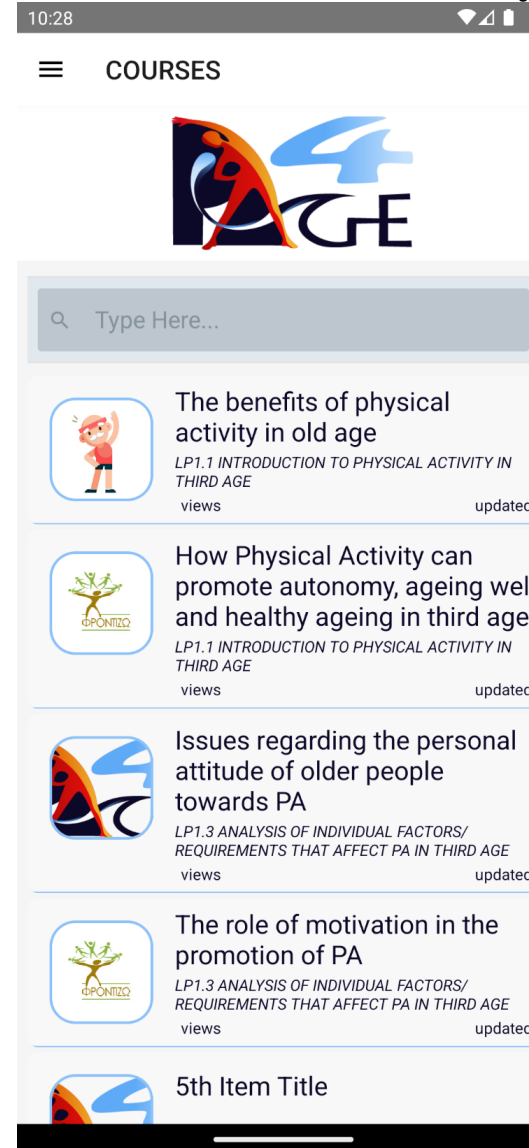 10:28
COURSES
PA4GE
Type Here...
The benefits of physical
activity in old age
LP1.1 INTRODUCTION TO PHYSICAL ACTIVITY IN
THIRD AGE
views updated
ΦΡΟΝΤΙΖΩ
How Physical Activity can
promote autonomy, ageing wel
and healthy ageing in third age
LP1.1 INTRODUCTION TO PHYSICAL ACTIVITY IN
THIRD AGE
views updated
Issues regarding the personal
attitude of older people
towards PA
LP1.3 ANALYSIS OF INDIVIDUAL FACTORS/
REQUIREMENTS THAT AFFECT PA IN THIRD AGE
views updated
ΦΡΟΝΤΙΖΩ
The role of motivation in the
promotion of PA
LP1.3 ANALYSIS OF INDIVIDUAL FACTORS/
REQUIREMENTS THAT AFFECT PA IN THIRD AGE
views updated
5th Item Title